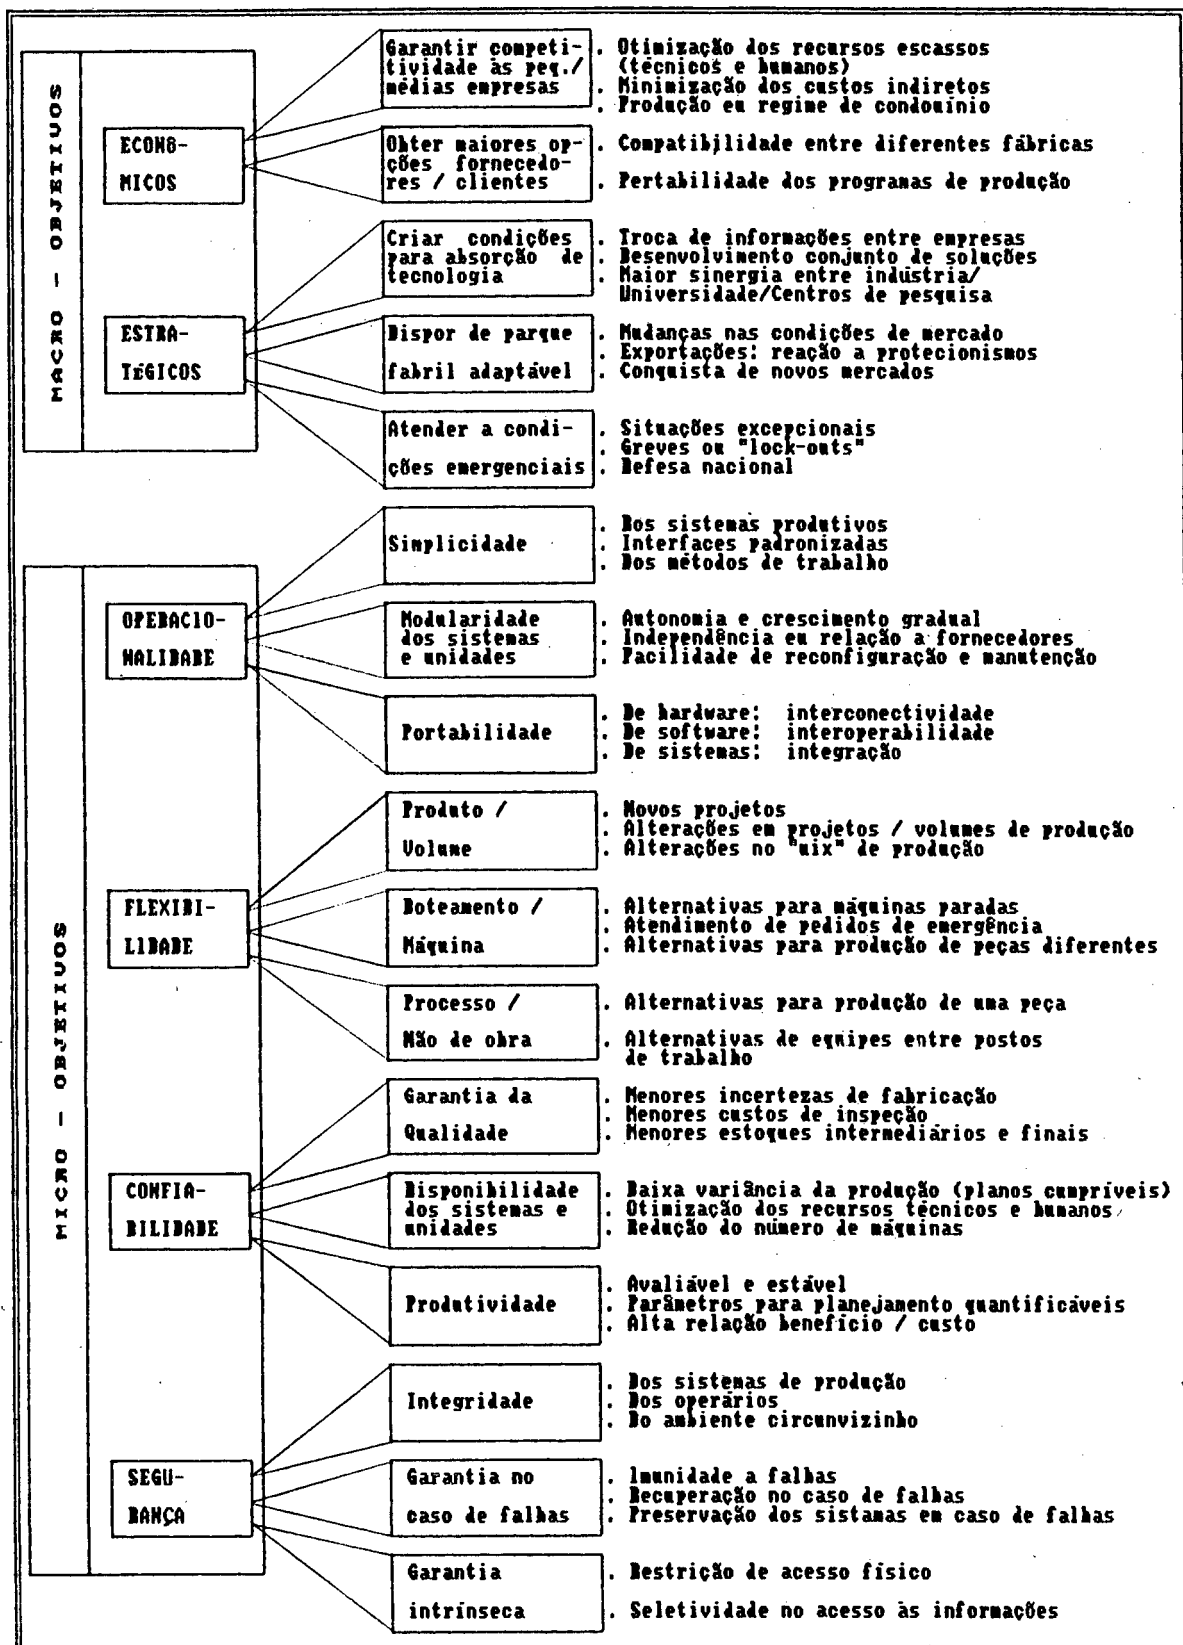 MACRO - OBJETIVOS
ECONÔ-
MICOS
Garantir competi-
tividade às peq./
médias empresas
. Otimização dos recursos escassos
(técnicos e humanos)
. Minimização dos custos indiretos
. Produção em regime de condomínio
Obter maiores op-
ções fornecedo-
res / clientes
. Compatibilidade entre diferentes fábricas
. Pertabilidade dos programas de produção
ESTRA-
TÉGICOS
Criar condições
para absorção de
tecnologia
. Troca de informações entre empresas
. Desenvolvimento conjunto de soluções
. Maior sinergia entre indústria/
Universidade/Centros de pesquisa
Dispor de parque
fabril adaptável
. Mudanças nas condições de mercado
. Exportações: reação a protecionismos
. Conquista de novos mercados
Atender a condi-
ções emergenciais
. Situações excepcionais
. Greves ou "lock-outs"
. Defesa nacional
MICRO - OBJETIVOS
OPERACIO-
NALIDADE
Simplicidade
. Dos sistemas produtivos
. Interfaces padronizadas
. Dos métodos de trabalho
Modularidade
dos sistemas
e unidades
. Autonomia e crescimento gradual
. Independência em relação a fornecedores
. Facilidade de reconfiguração e manutenção
Portabilidade
. De hardware: interconectividade
. De software: interoperabilidade
. De sistemas: integração
FLEXIBI-
LIDADE
Produto /
Volume
. Novos projetos
. Alterações em projetos / volumes de produção
. Alterações no "mix" de produção
Roteamento /
Máquina
. Alternativas para máquinas paradas
. Atendimento de pedidos de emergência
. Alternativas para produção de peças diferentes
Processo /
Mão de obra
. Alternativas para produção de uma peça
. Alternativas de equipes entre postos
de trabalho
CONFIA-
BILIDADE
Garantia da
Qualidade
. Menores incertezas de fabricação
. Menores custos de inspeção
. Menores estoques intermediários e finais
Disponibilidade
dos sistemas e
unidades
. Baixa variância da produção (planos cumpríveis)
. Otimização dos recursos técnicos e humanos
. Redução do número de máquinas
Produtividade
. Avaliável e estável
. Parâmetros para planejamento quantificáveis
. Alta relação benefício / custo
SEGU-
RANÇA
Integridade
. Dos sistemas de produção
. Dos operários
. Do ambiente circunvizinho
Garantia no
caso de falhas
. Imunidade a falhas
. Recuperação no caso de falhas
. Preservação dos sistamas em caso de falhas
Garantia
intrínseca
. Restrição de acesso físico
. Seletividade no acesso às informações